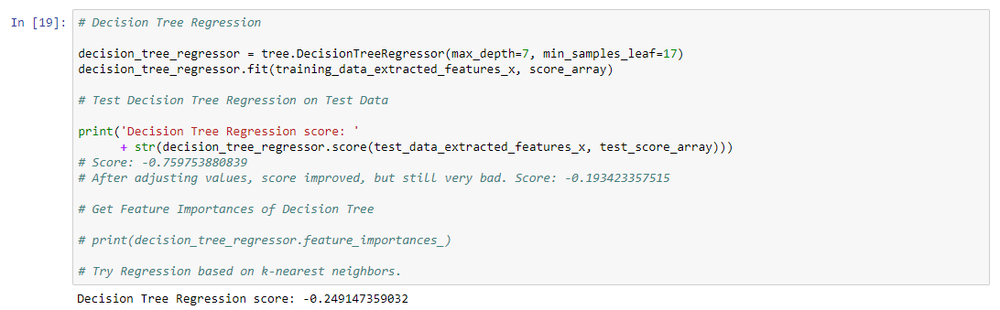 In [19]: # Decision Tree Regression
decision_tree_regressor = tree.DecisionTreeRegressor(max_depth=7, min_samples_leaf=17)
decision_tree_regressor.fit(training_data_extracted_features_x, score_array)
# Test Decision Tree Regression on Test Data
print('Decision Tree Regression score: '
      + str(decision_tree_regressor.score(test_data_extracted_features_x, test_score_array)))
# Score: -0.759753880839
# After adjusting values, score improved, but still very bad. Score: -0.193423357515
# Get Feature Importances of Decision Tree
# print(decision_tree_regressor.feature_importances_)
# Try Regression based on k-nearest neighbors.
Decision Tree Regression score: -0.249147359032